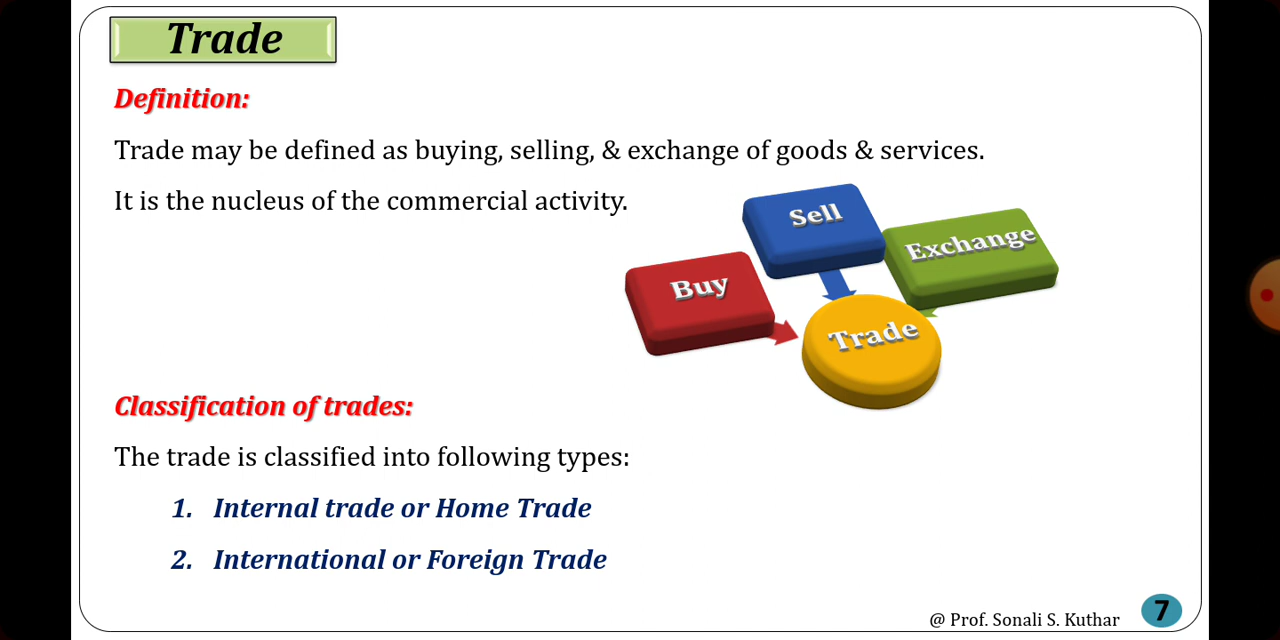 Trade
Definition:
Trade may be defined as buying, selling, & exchange of goods & services.
It is the nucleus of the commercial activity.
Sell
Exchange
Buy
Trade
Classification of trades:
The trade is classified into following types:
1. Internal trade or Home Trade
2. International or Foreign Trade
@ Prof. Sonali S. Kuthar
7